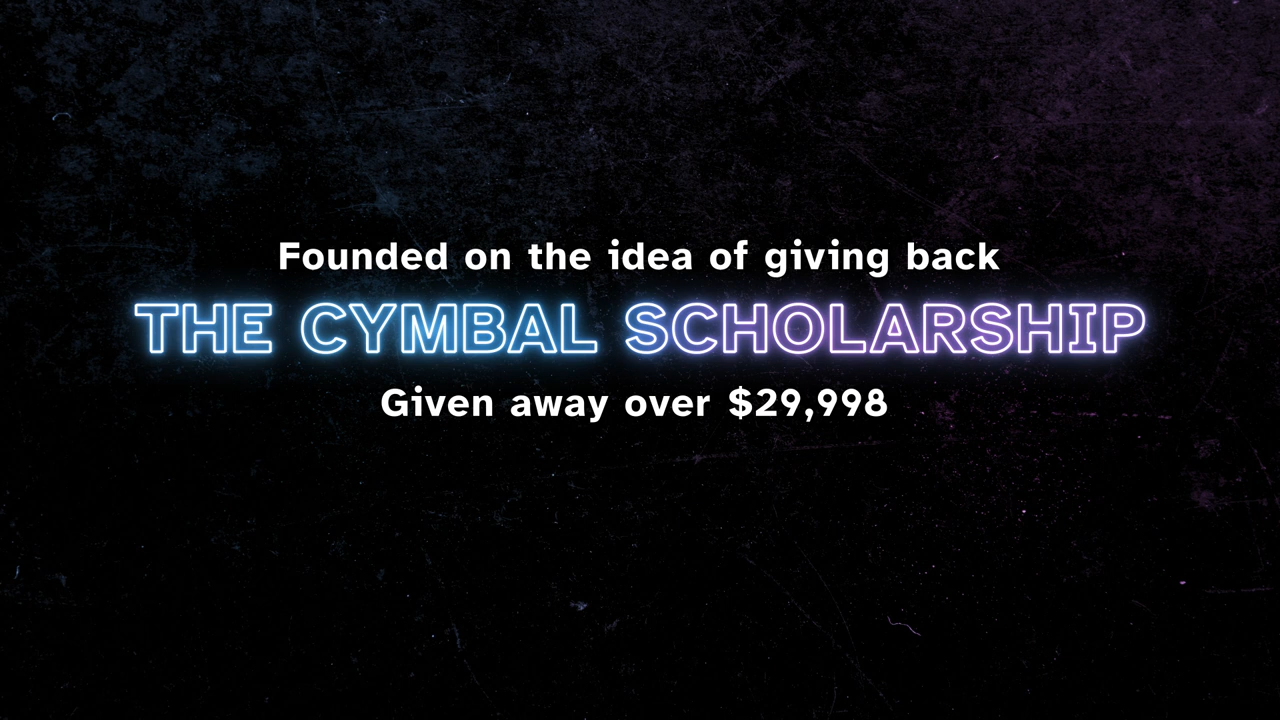 Founded on the idea of giving back
THE CYMBAL SCHOLARSHIP
Given away over $29,998